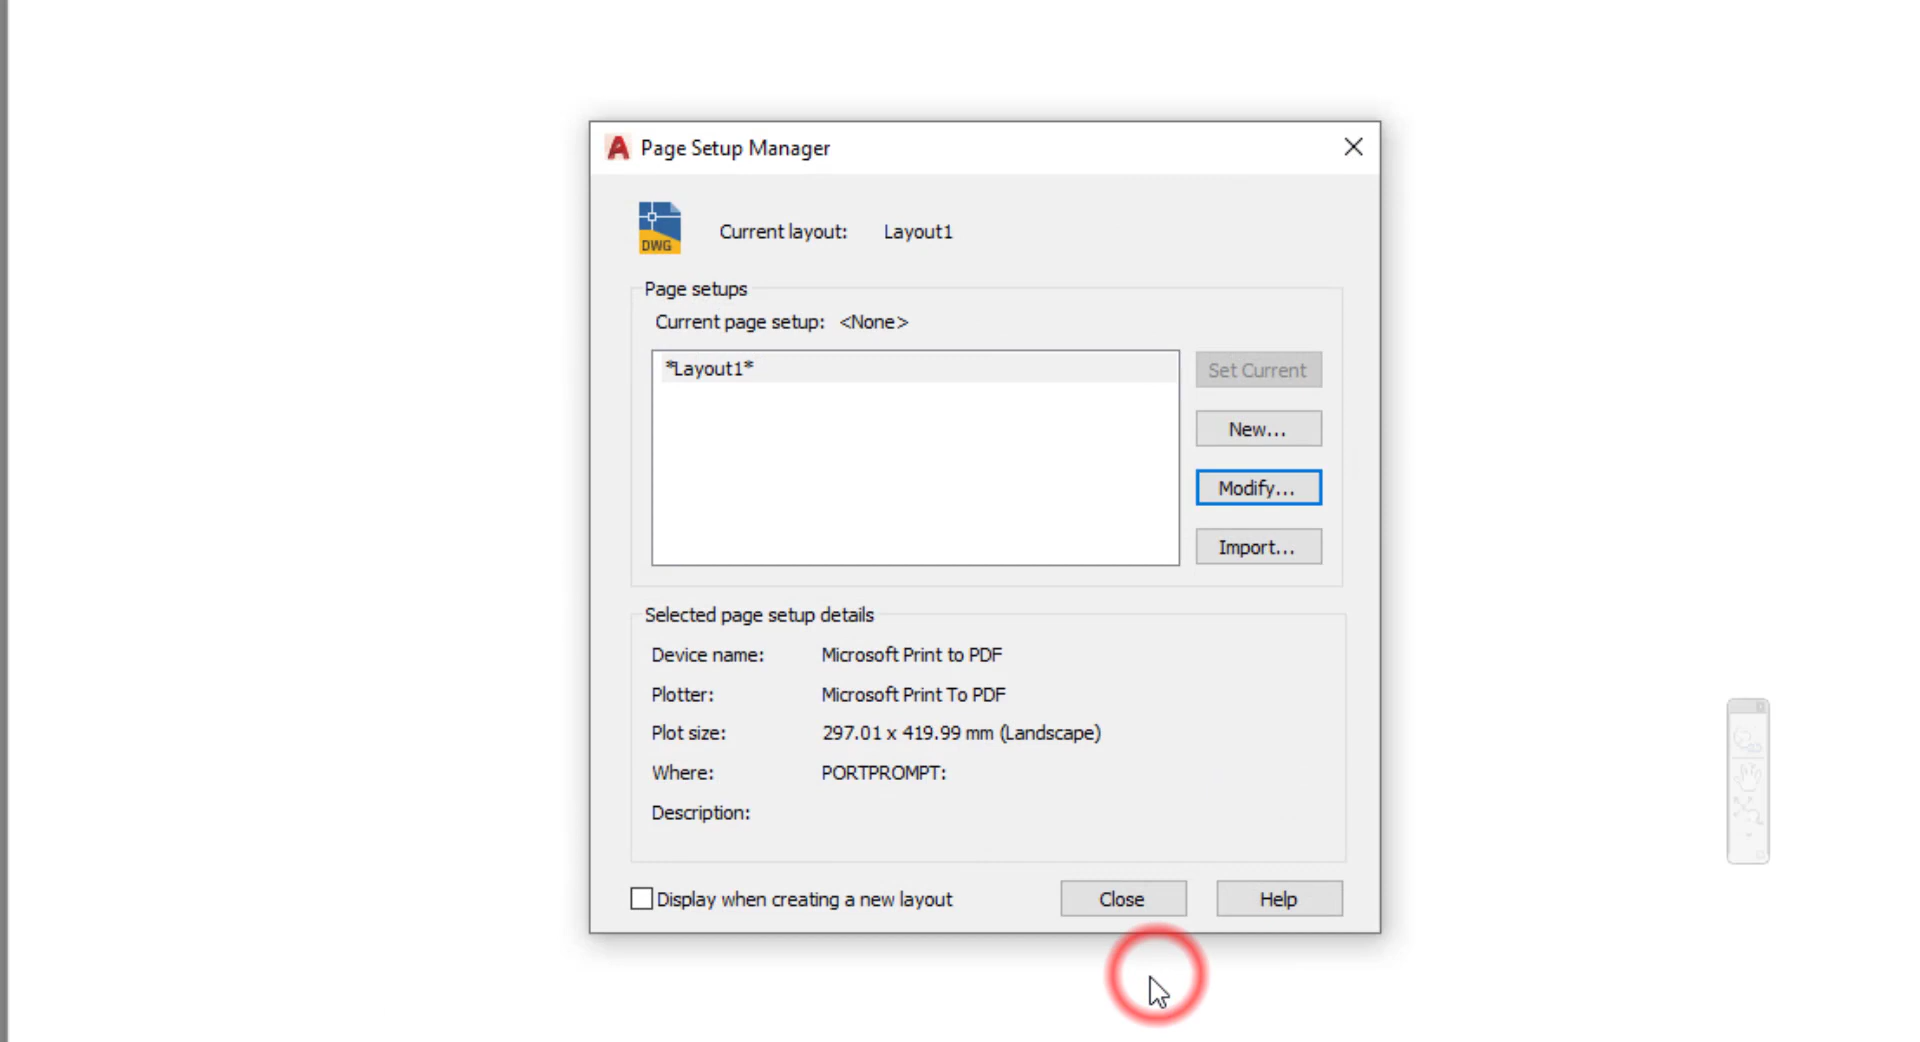 Page Setup Manager
DWG
Current layout: Layout1
Page setups
Current page setup: <None>
*Layout1*
Set Current
New...
Modify...
Import...
Selected page setup details
Device name: Microsoft Print to PDF
Plotter: Microsoft Print To PDF
Plot size: 297.01 x 419.99 mm (Landscape)
Where: PORTPROMPT:
Description:
Display when creating a new layout
Close
Help